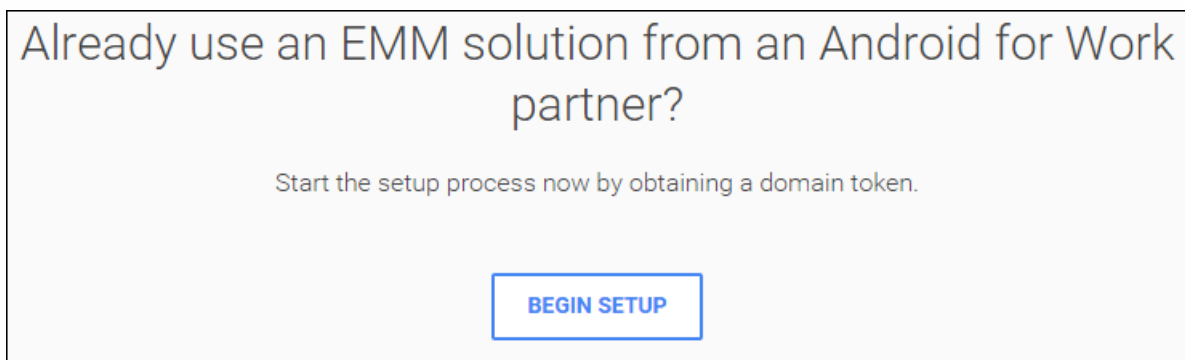 Already use an EMM solution from an Android for Work
partner?
Start the setup process now by obtaining a domain token.
BEGIN SETUP